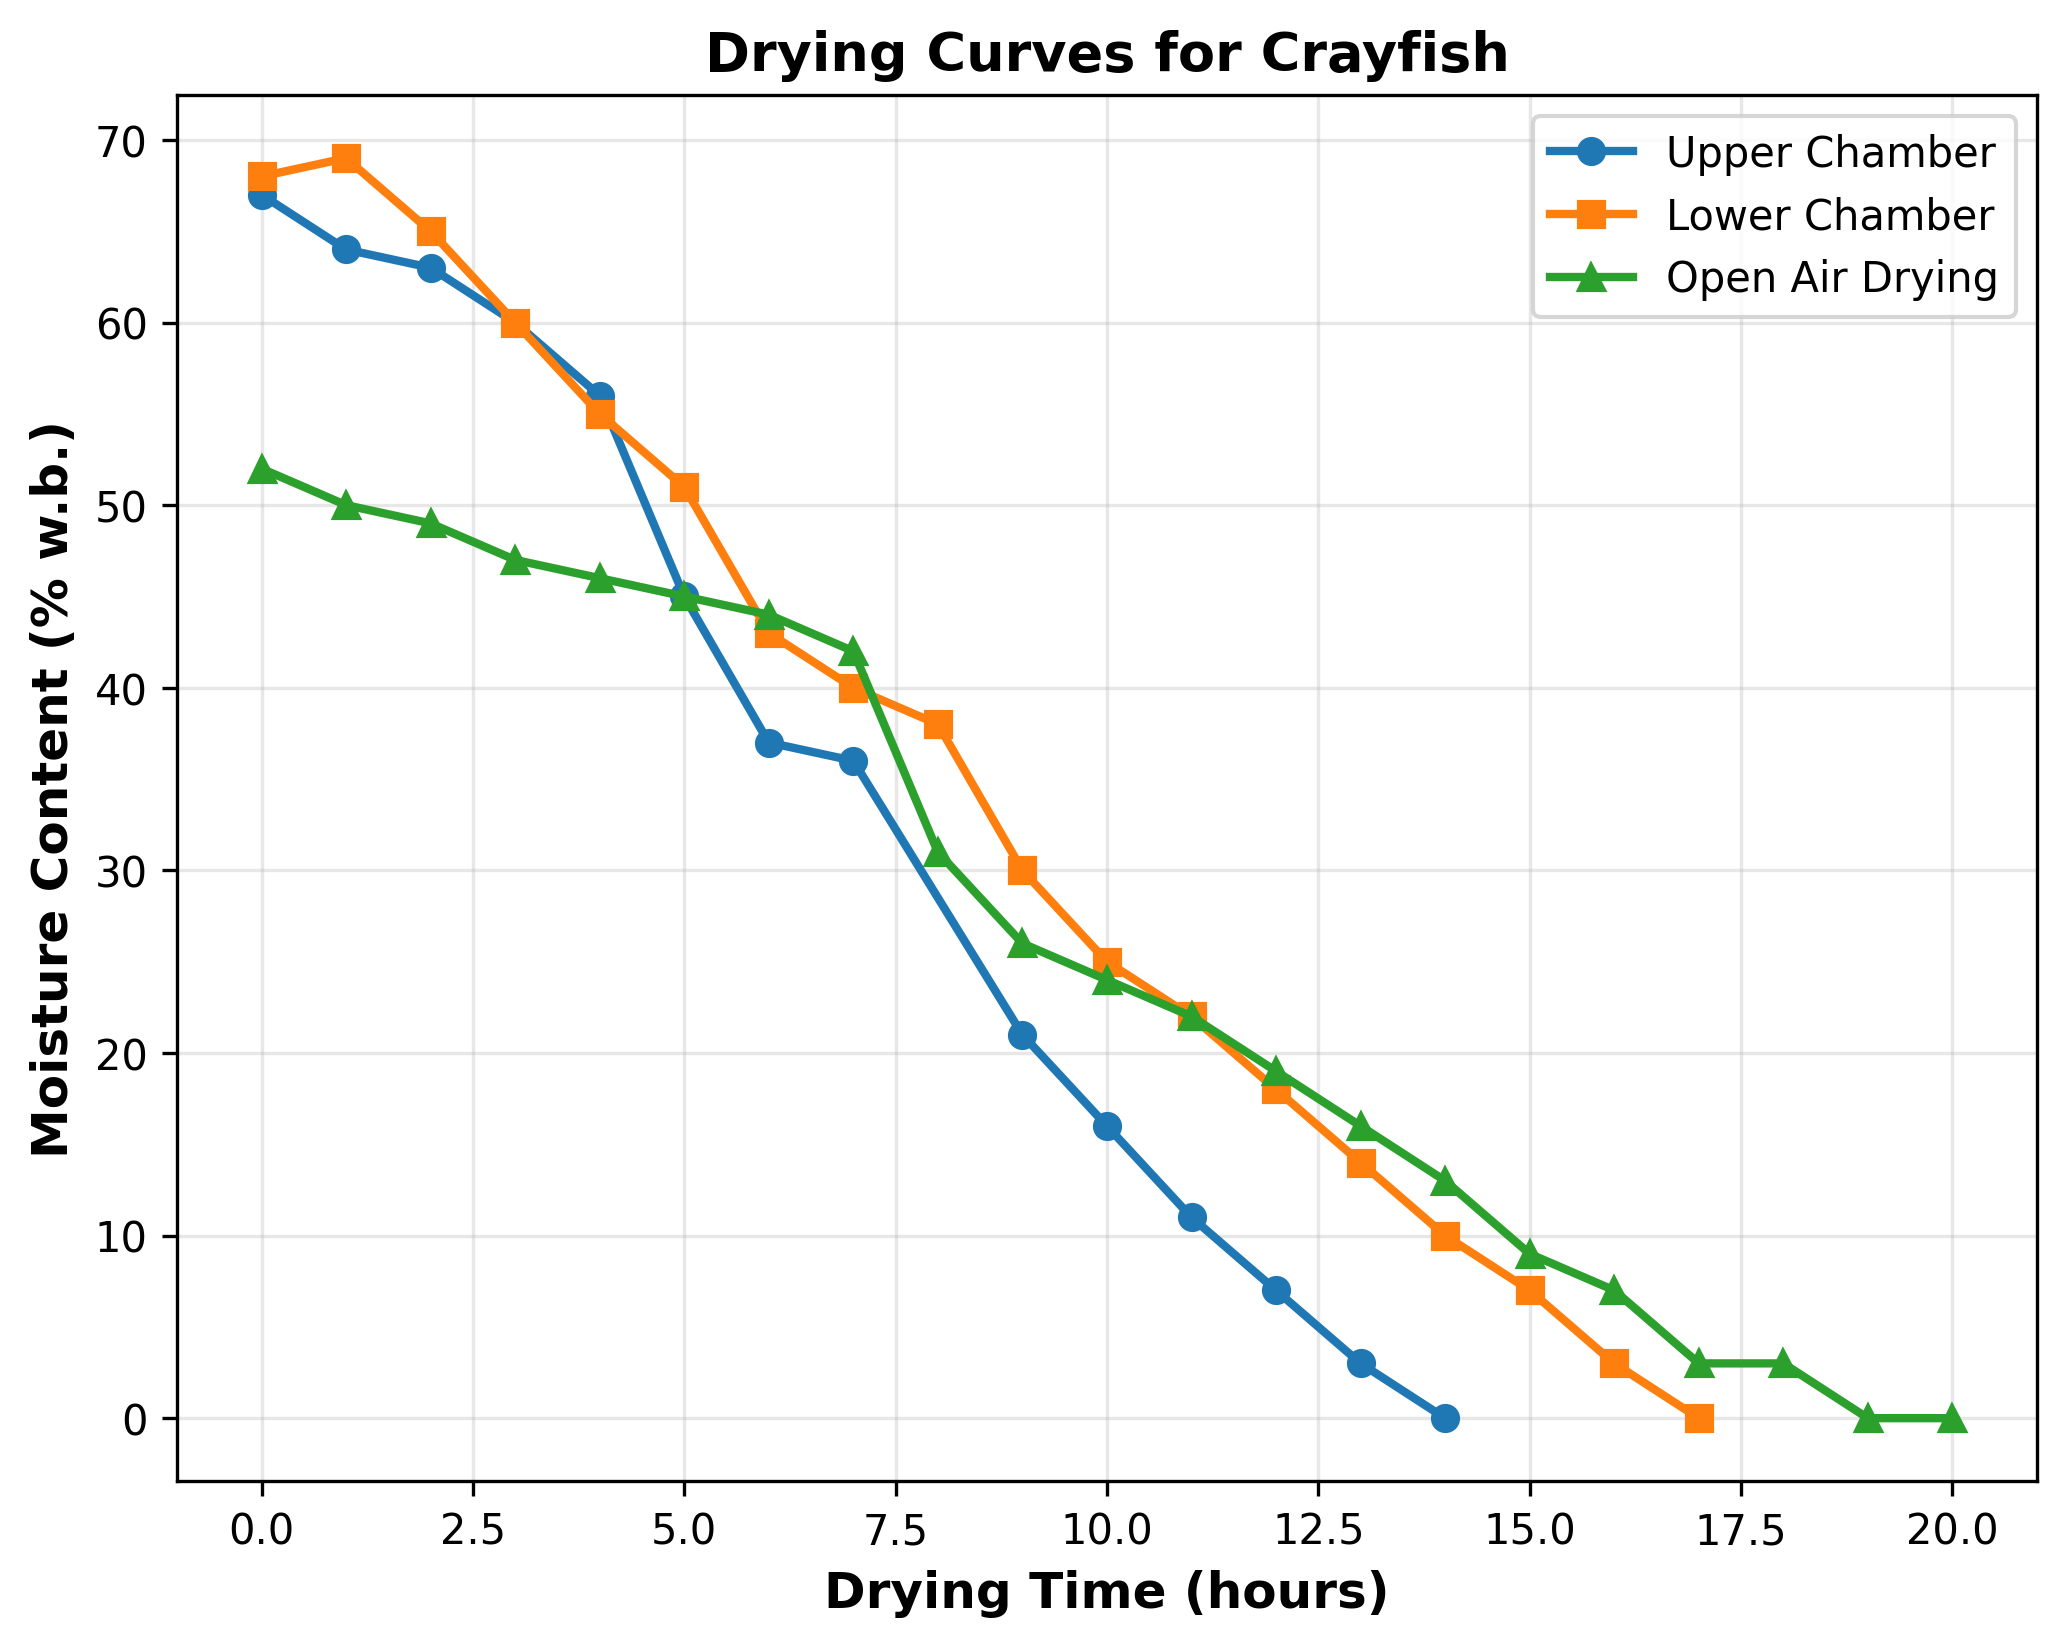 Drying Curves for Crayfish
Upper Chamber
Lower Chamber
Open Air Drying
Moisture Content (% w.b.)
70
60
50
40
30
20
10
0
0.0 2.5 5.0 7.5 10.0 12.5 15.0 17.5 20.0
Drying Time (hours)